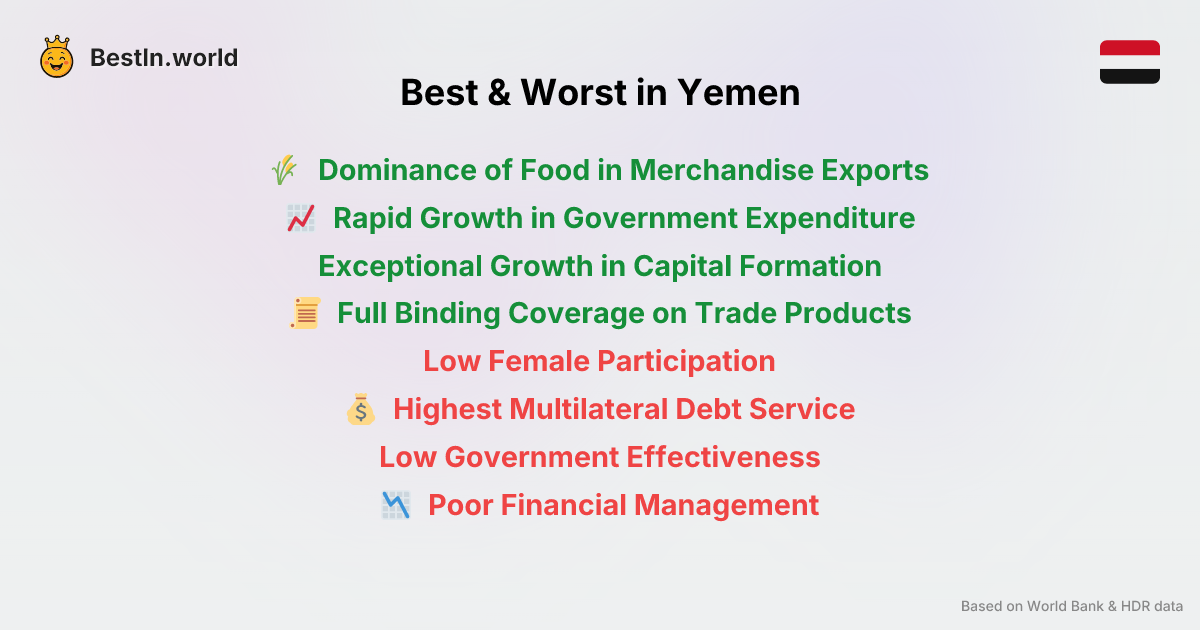 BestIn.world
Best & Worst in Yemen
Dominance of Food in Merchandise Exports
Rapid Growth in Government Expenditure
Exceptional Growth in Capital Formation
Full Binding Coverage on Trade Products
Low Female Participation
Highest Multilateral Debt Service
Low Government Effectiveness
Poor Financial Management
Based on World Bank & HDR data